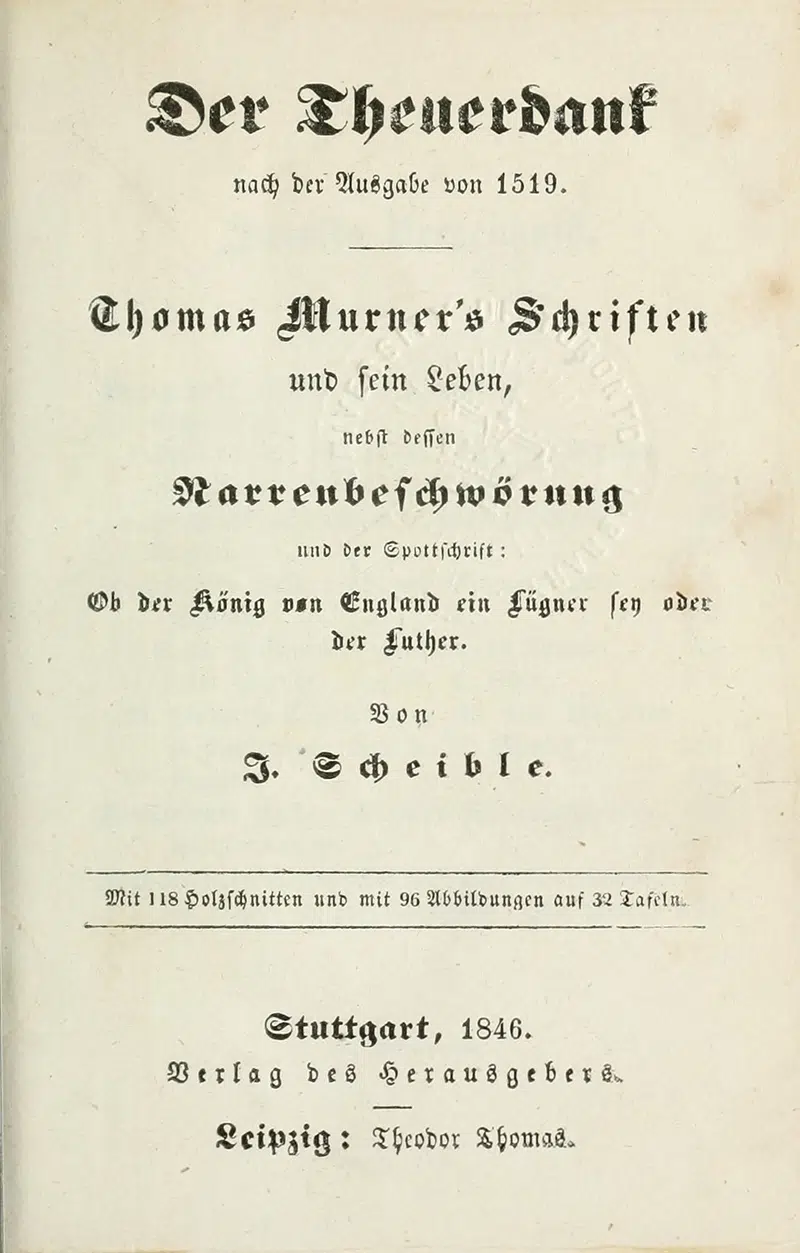 Der Theuerdank
nach der Ausgabe von 1519.
Thomas Murner's Schriften
und sein Leben,
nebst dessen
Narrenbeschwörung
und der Spottschrift:
Ob der König von England ein Lügner sey oder
der Luther.
Von
J. Scheible.
Mit 118 Holzschnitten und mit 96 Abbildungen auf 32 Tafeln.
Stuttgart, 1846.
Verlag des Herausgebers.
Leipzig: Theodor Thomas.